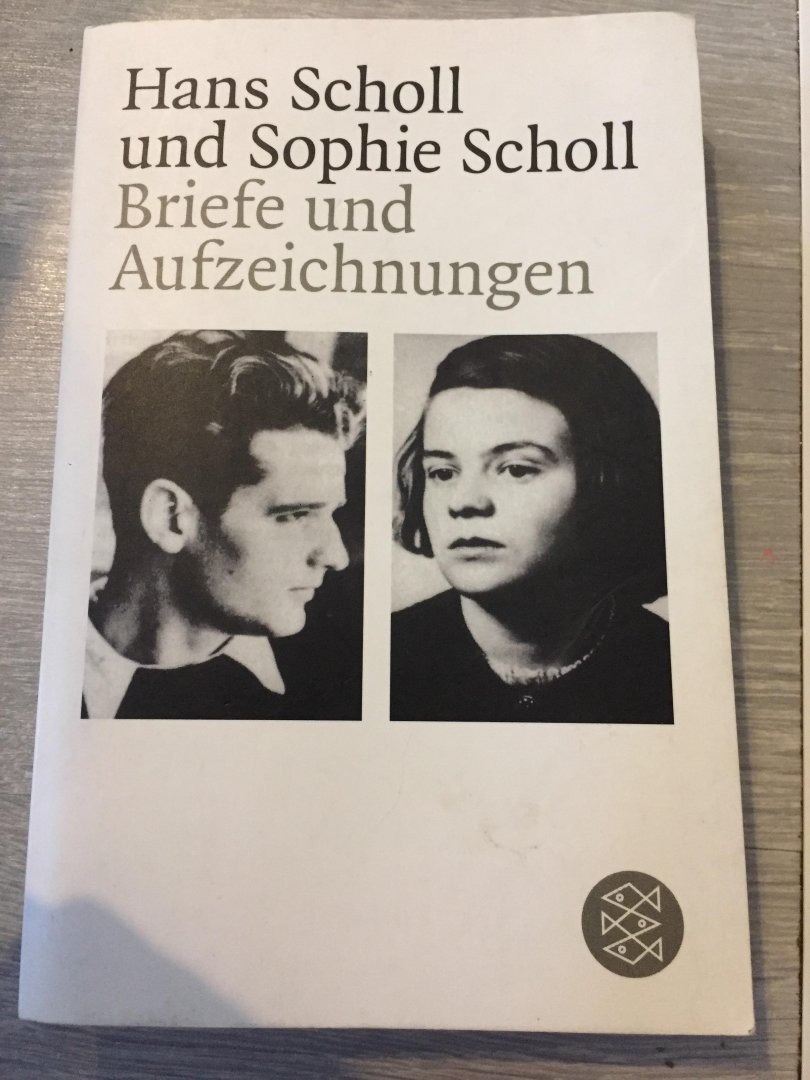 Hans Scholl
und Sophie Scholl
Briefe und
Aufzeichnungen